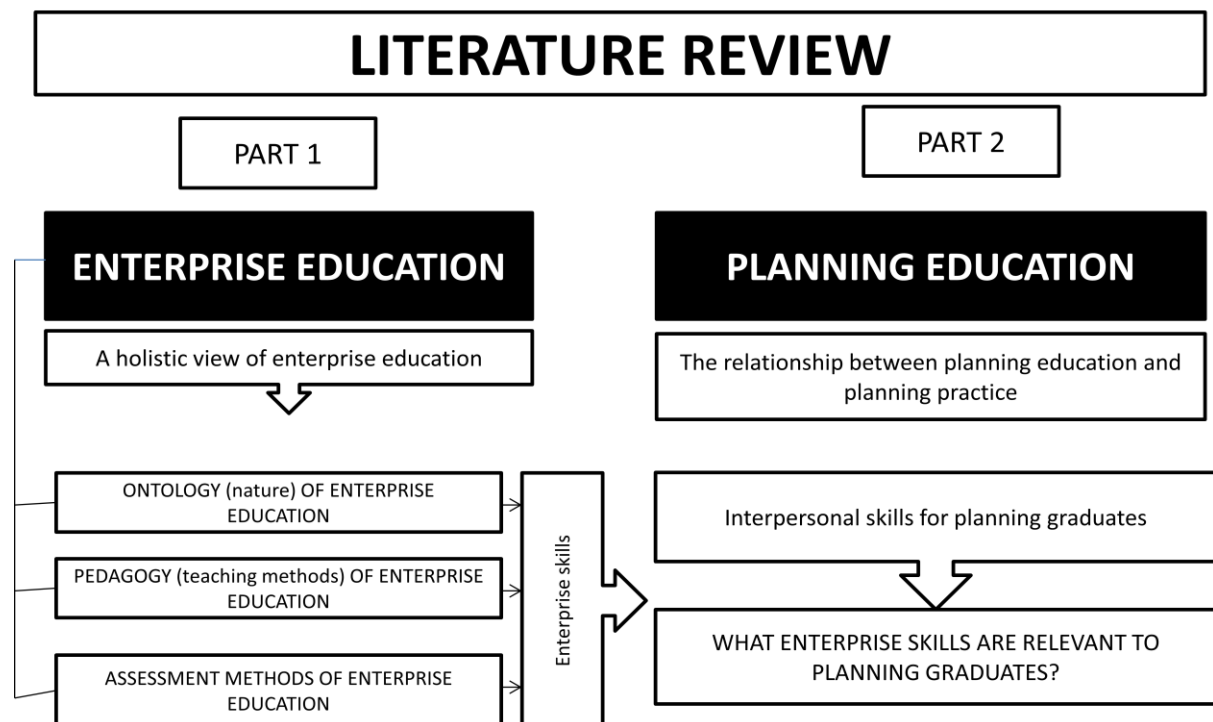 LITERATURE REVIEW
PART 1
PART 2
ENTERPRISE EDUCATION
A holistic view of enterprise education
ONTOLOGY (nature) OF ENTERPRISE
EDUCATION
PEDAGOGY (teaching methods) OF ENTERPRISE
EDUCATION
ASSESSMENT METHODS OF ENTERPRISE
EDUCATION
Enterprise skills
PLANNING EDUCATION
The relationship between planning education and
planning practice
Interpersonal skills for planning graduates
WHAT ENTERPRISE SKILLS ARE RELEVANT TO
PLANNING GRADUATES?